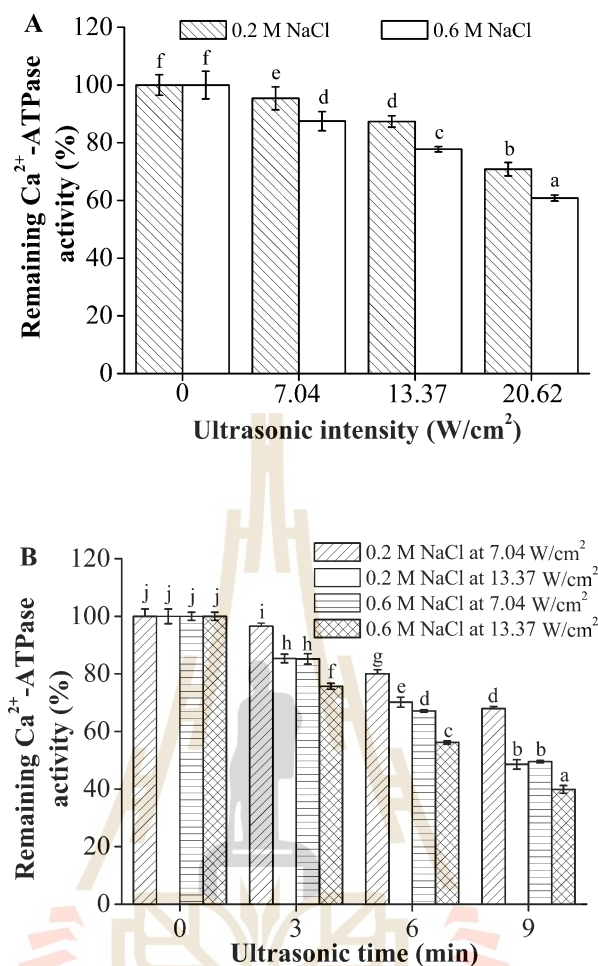 A
120
100
80
60
40
20
0
Remaining Ca²⁺-ATPase
activity (%)
0.2 M NaCl 0.6 M NaCl
f f e d d c b a
0 7.04 13.37 20.62
Ultrasonic intensity (W/cm²)
B
120
100
80
60
40
20
0
Remaining Ca²⁺-ATPase
activity (%)
0.2 M NaCl at 7.04 W/cm²
0.2 M NaCl at 13.37 W/cm²
0.6 M NaCl at 7.04 W/cm²
0.6 M NaCl at 13.37 W/cm²
j j j j i h h f g e d c d b b a
0 3 6 9
Ultrasonic time (min)